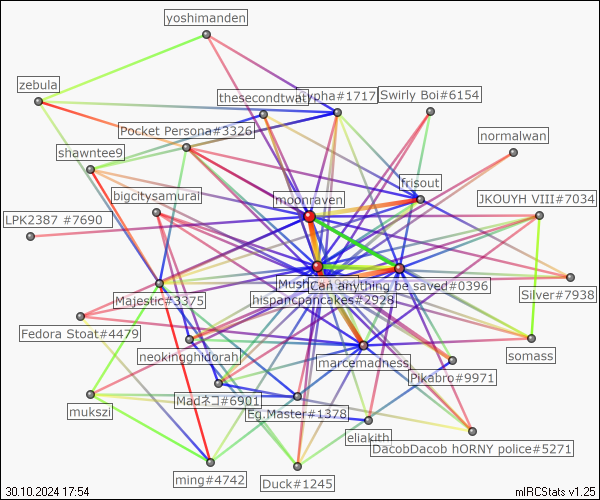 yoshimanden
zebula
thesecondtwat
cypha#1717
Swirly Boi#6154
Pocket Persona#3326
normalwan
shawntee9
frisout
bigcitysamurai
moonraven
JKOUYH VIII#7034
LPK2387 #7690
Can anything be saved#0396
Majestic#3375
hispancpancakes#2928
Silver#7938
Fedora Stoat#4479
neokingghidorah
marcemadness
somass
Pikabro#9971
Madネコ#6901
mukszi
Eg.Master#1378
eliakith
DacobDacob hORNY police#5271
ming#4742
Duck#1245
30.10.2024 17:54
mIRCStats v1.25